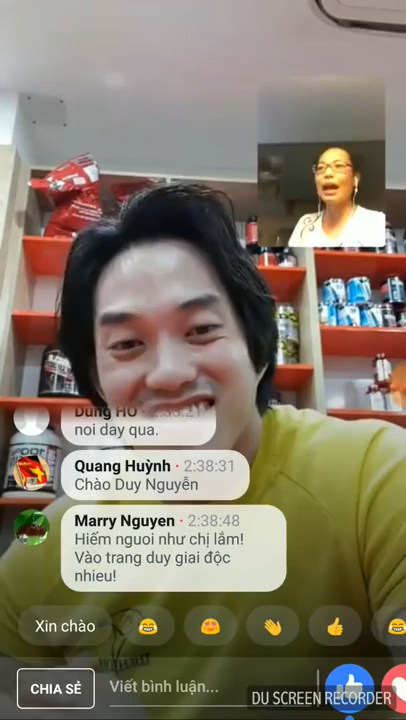 Dung HO · 2:38:21
noi day qua.
Quang Huỳnh · 2:38:31
Chào Duy Nguyễn
Marry Nguyen · 2:38:48
Hiếm nguoi như chị lắm!
Vào trang duy giai độc
nhieu!
Xin chào
CHIA SẺ
Viết bình luận...
DU SCREEN RECORDER